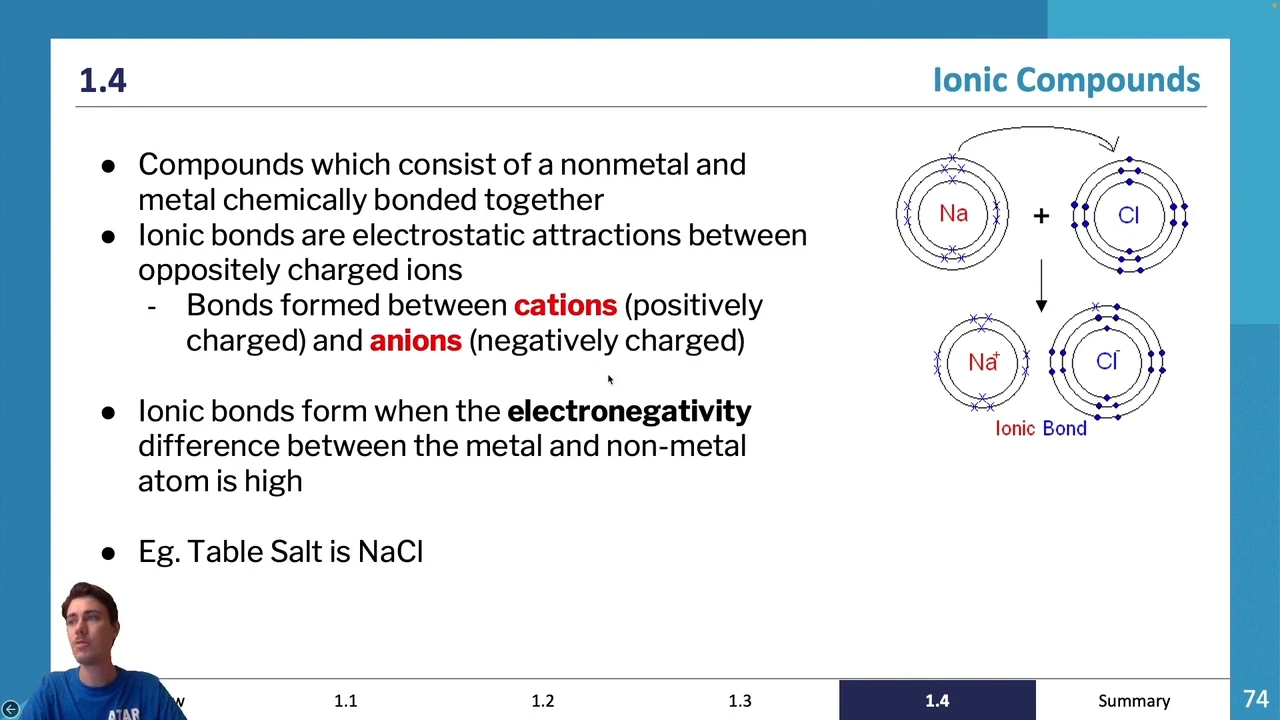 1.4
Ionic Compounds
● Compounds which consist of a nonmetal and
metal chemically bonded together
● Ionic bonds are electrostatic attractions between
oppositely charged ions
- Bonds formed between cations (positively
charged) and anions (negatively charged)
● Ionic bonds form when the electronegativity
difference between the metal and non-metal
atom is high
● Eg. Table Salt is NaCl
Na + Cl
Na+ Cl-
Ionic Bond
1.1 1.2 1.3 1.4 Summary
74
ATAR